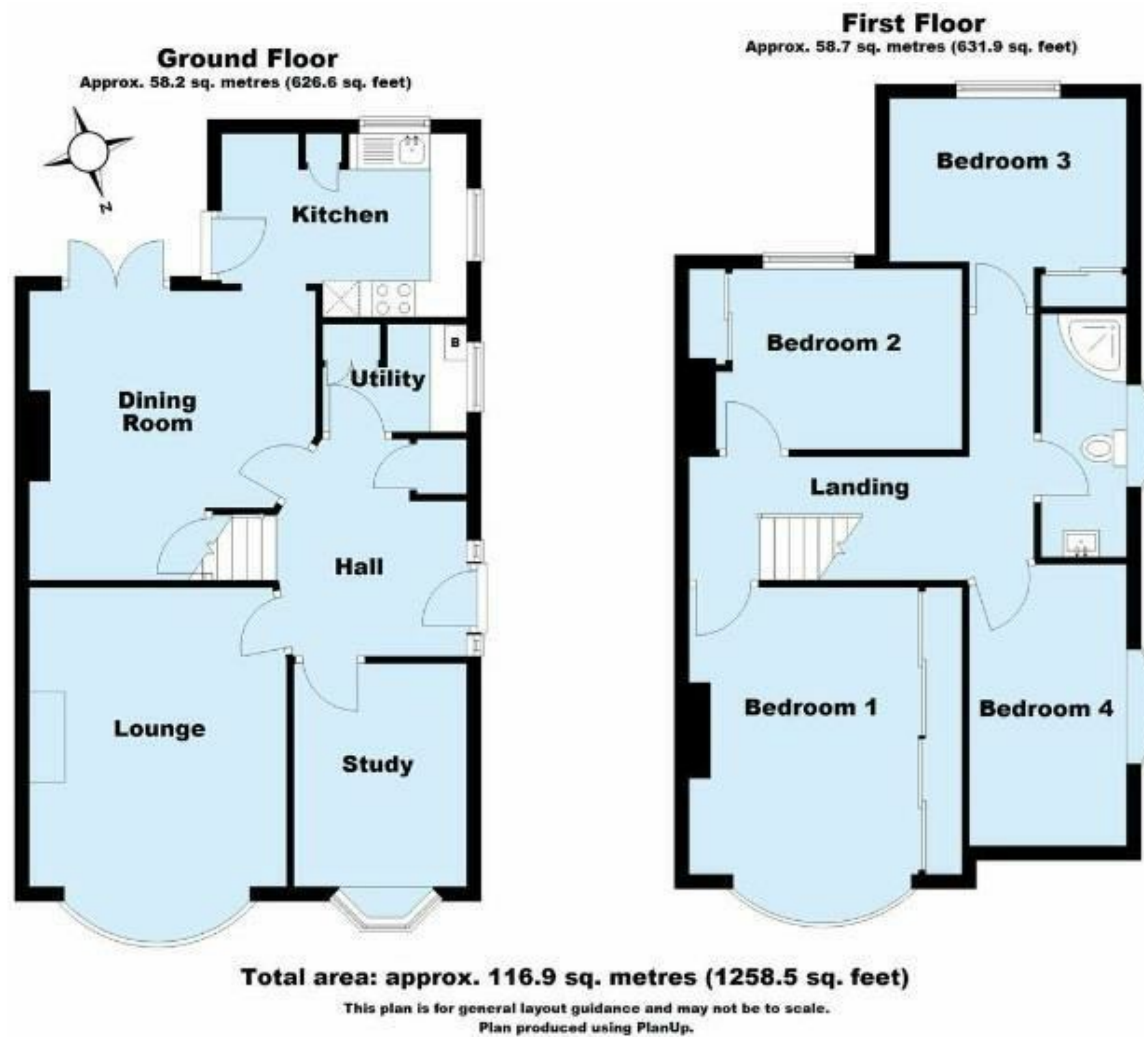 Ground Floor
Approx. 58.2 sq. metres (626.6 sq. feet)
N
Kitchen
Dining
Room
Utility
B
Hall
Lounge
Study
First Floor
Approx. 58.7 sq. metres (631.9 sq. feet)
Bedroom 3
Bedroom 2
Landing
Bedroom 1
Bedroom 4
Total area: approx. 116.9 sq. metres (1258.5 sq. feet)
This plan is for general layout guidance and may not be to scale.
Plan produced using PlanUp.